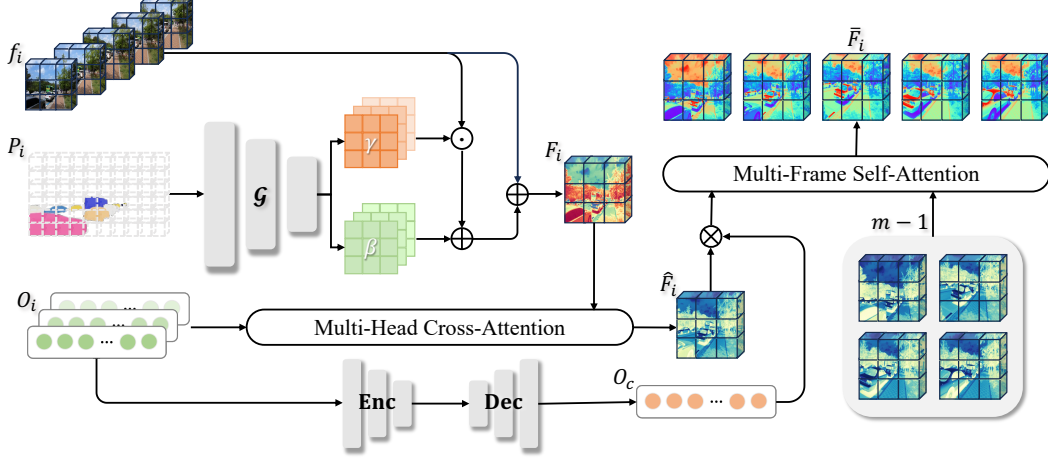 f_i
F̄_i
P_i
γ
F_i
Multi-Frame Self-Attention
𝓖
m − 1
β
F̂_i
O_i
...
...
...
Multi-Head Cross-Attention
Enc
Dec
O_c
...